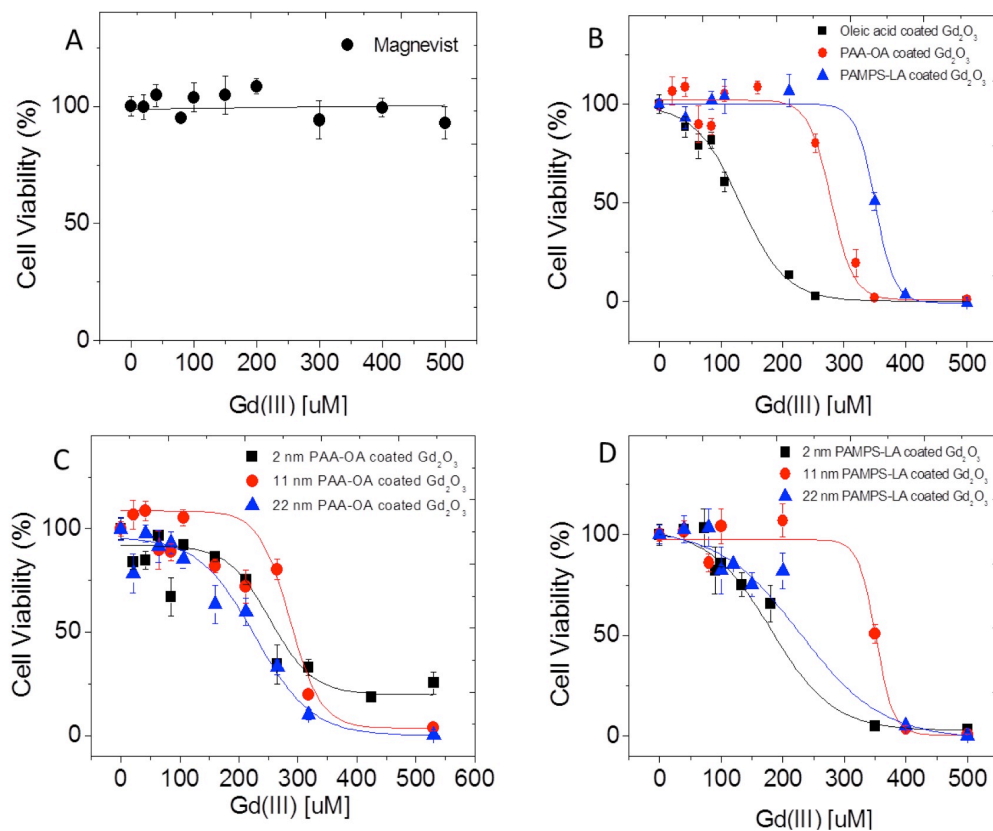 A
Magnevist
Cell Viability (%)
100
50
0
0 100 200 300 400 500
Gd(III) [uM]
B
Oleic acid coated Gd₂O₃
PAA-OA coated Gd₂O₃
PAMPS-LA coated Gd₂O₃
Cell Viability (%)
100
50
0
0 100 200 300 400 500
Gd(III) [uM]
C
2 nm PAA-OA coated Gd₂O₃
11 nm PAA-OA coated Gd₂O₃
22 nm PAA-OA coated Gd₂O₃
Cell Viability (%)
100
50
0
0 100 200 300 400 500 600
Gd(III) [uM]
D
2 nm PAMPS-LA coated Gd₂O₃
11 nm PAMPS-LA coated Gd₂O₃
22 nm PAMPS-LA coated Gd₂O₃
Cell Viability (%)
100
50
0
0 100 200 300 400 500
Gd(III) [uM]